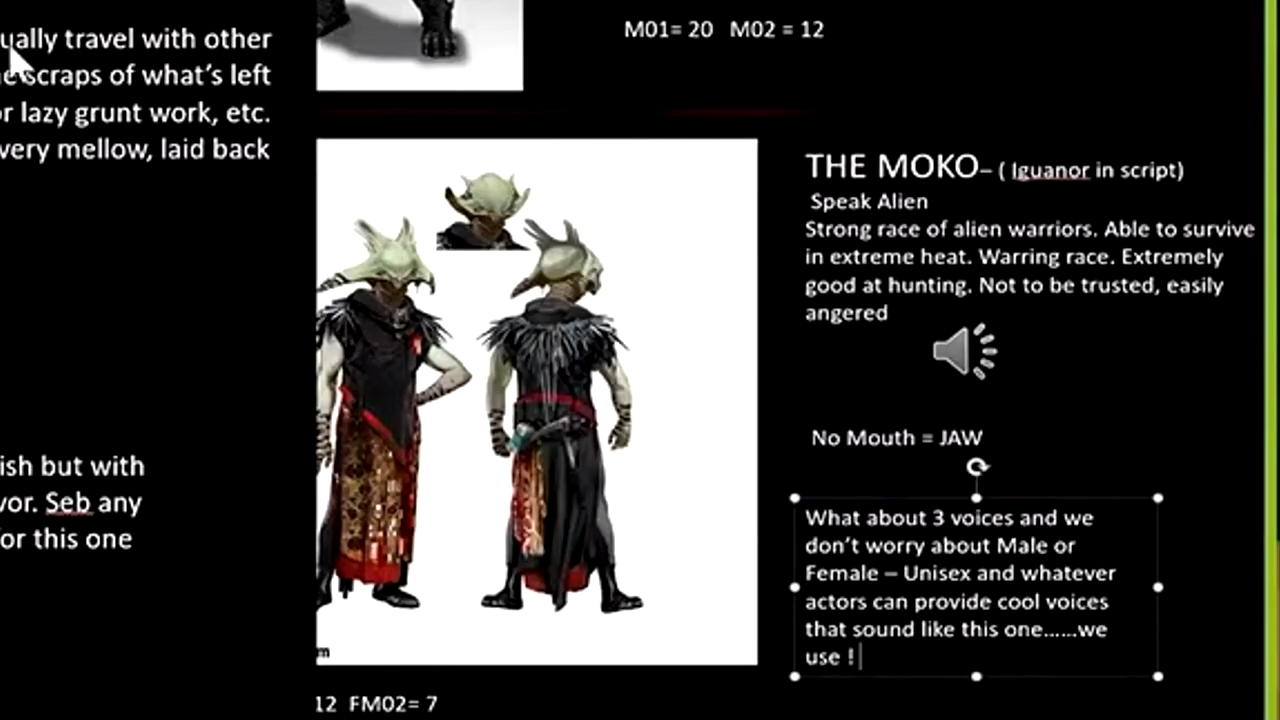 ually travel with other
scraps of what's left
or lazy grunt work, etc.
very mellow, laid back
ish but with
vor. Seb any
for this one
M01= 20 M02 = 12
THE MOKO– ( Iguanor in script)
Speak Alien
Strong race of alien warriors. Able to survive
in extreme heat. Warring race. Extremely
good at hunting. Not to be trusted, easily
angered
No Mouth = JAW
What about 3 voices and we
don't worry about Male or
Female – Unisex and whatever
actors can provide cool voices
that sound like this one……we
use !
m
12 FM02= 7